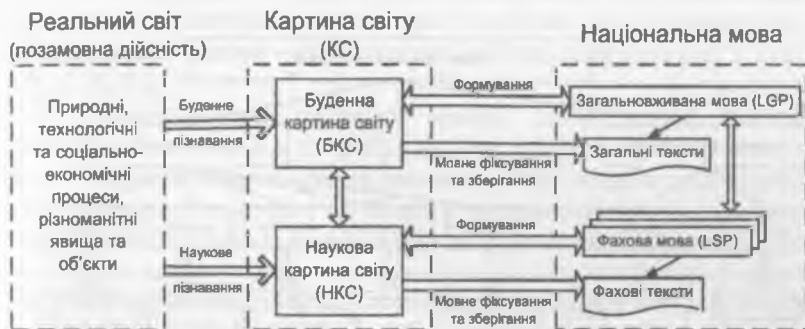 Реальний світ
(позамовна дійсність)
Картина світу
(КС)
Національна мова
Природні,
технологічні
та соціально-
економічні
процеси,
різноманітні
явища та
об'єкти
Буденне
пізнавання
Наукове
пізнавання
Буденна
картина світу
(БКС)
Наукова
картина світу
(НКС)
Формування
Мовне фіксування
та зберігання
Формування
Мовне фіксування
та зберігання
Загальновживана мова (LGP)
Загальні тексти
Фахова мова (LSP)
Фахові тексти